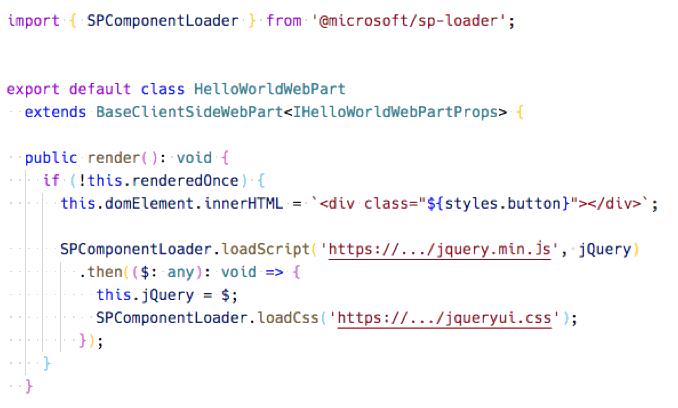 import { SPComponentLoader } from '@microsoft/sp-loader';
export default class HelloWorldWebPart
extends BaseClientSideWebPart<IHelloWorldWebPartProps> {
public render(): void {
if (!this.renderedOnce) {
this.domElement.innerHTML = `<div class="${styles.button}"></div>`;
SPComponentLoader.loadScript('https://.../jquery.min.js', jQuery)
.then(($: any): void => {
this.jQuery = $;
SPComponentLoader.loadCss('https://.../jqueryui.css');
});
}
}